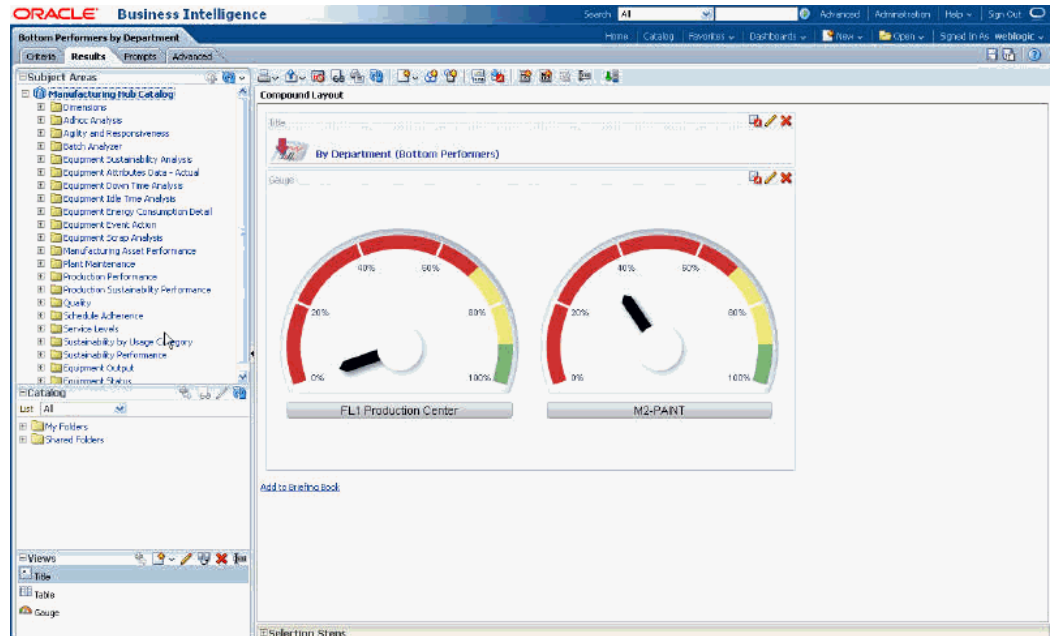 ORACLE® Business Intelligence
Search All Advanced Administration Help Sign Out
Bottom Performers by Department
Home Catalog Favorites Dashboards New Open Signed In As weblogic
Criteria Results Prompts Advanced
Subject Areas
Manufacturing Hub Catalog
Dimensions
Adhoc Analysis
Agility and Responsiveness
Batch Analyzer
Equipment Sustainability Analysis
Equipment Attributes Data - Actual
Equipment Down Time Analysis
Equipment Idle Time Analysis
Equipment Energy Consumption Detail
Equipment Event Action
Equipment Scrap Analysis
Manufacturing Asset Performance
Plant Maintenance
Production Performance
Production Sustainability Performance
Quality
Schedule Adherence
Service Levels
Sustainability by Usage Category
Sustainability Performance
Equipment Output
Equipment Status
Catalog
List All
My Folders
Shared Folders
Views
Title
Table
Gauge
Compound Layout
Title
By Department (Bottom Performers)
Gauge
0% 20% 40% 60% 80% 100%
FL1 Production Center
0% 20% 40% 60% 80% 100%
M2-PAINT
Add to Briefing Book
Selection Steps